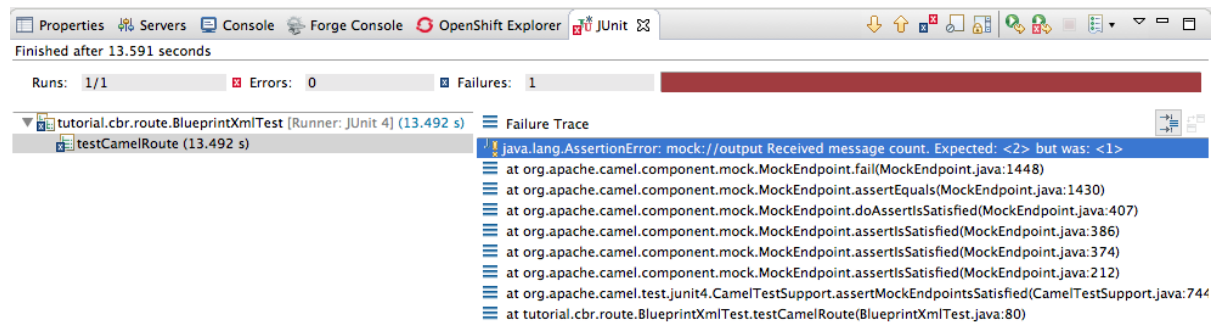 Properties Servers Console Forge Console OpenShift Explorer JUnit
Finished after 13.591 seconds
Runs: 1/1 Errors: 0 Failures: 1
tutorial.cbr.route.BlueprintXmlTest [Runner: JUnit 4] (13.492 s)
testCamelRoute (13.492 s)
Failure Trace
java.lang.AssertionError: mock://output Received message count. Expected: <2> but was: <1>
at org.apache.camel.component.mock.MockEndpoint.fail(MockEndpoint.java:1448)
at org.apache.camel.component.mock.MockEndpoint.assertEquals(MockEndpoint.java:1430)
at org.apache.camel.component.mock.MockEndpoint.doAssertIsSatisfied(MockEndpoint.java:407)
at org.apache.camel.component.mock.MockEndpoint.assertIsSatisfied(MockEndpoint.java:386)
at org.apache.camel.component.mock.MockEndpoint.assertIsSatisfied(MockEndpoint.java:374)
at org.apache.camel.component.mock.MockEndpoint.assertIsSatisfied(MockEndpoint.java:212)
at org.apache.camel.test.junit4.CamelTestSupport.assertMockEndpointsSatisfied(CamelTestSupport.java:744
at tutorial.cbr.route.BlueprintXmlTest.testCamelRoute(BlueprintXmlTest.java:80)